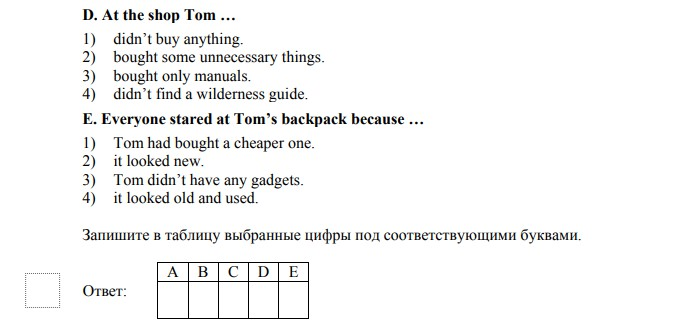 D. At the shop Tom …
1) didn’t buy anything.
2) bought some unnecessary things.
3) bought only manuals.
4) didn’t find a wilderness guide.
E. Everyone stared at Tom’s backpack because …
1) Tom had bought a cheaper one.
2) it looked new.
3) Tom didn’t have any gadgets.
4) it looked old and used.
Запишите в таблицу выбранные цифры под соответствующими буквами.
A B C D E
Ответ: